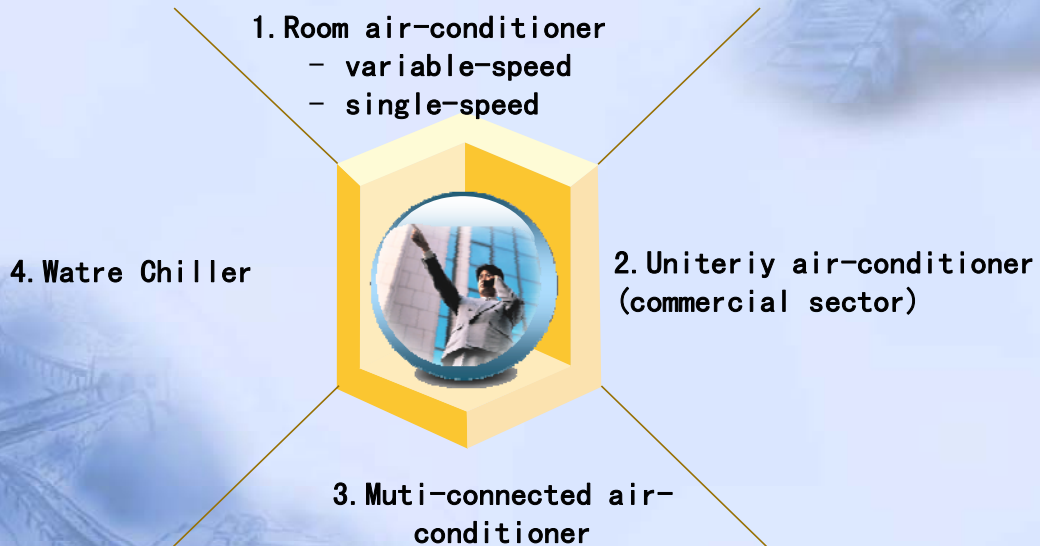 1.Room air-conditioner
- variable-speed
- single-speed
2.Uniteriy air-conditioner
(commercial sector)
3.Muti-connected air-
conditioner
4.Watre Chiller